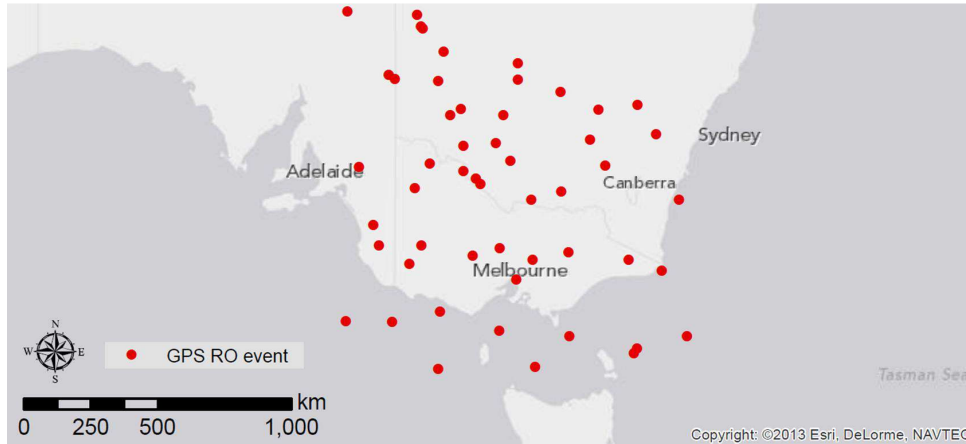 Sydney
Adelaide
Canberra
Melbourne
N
W E
S
GPS RO event
km
0 250 500 1,000
Tasman Sea
Copyright: ©2013 Esri, DeLorme, NAVTEQ